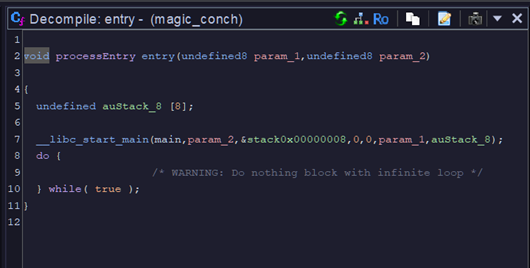 Decompile: entry - (magic_conch)
Ro
1
2 void processEntry entry(undefined8 param_1,undefined8 param_2)
3
4 {
5 undefined auStack_8 [8];
6
7 __libc_start_main(main,param_2,&stack0x00000008,0,0,param_1,auStack_8);
8 do {
9 /* WARNING: Do nothing block with infinite loop */
10 } while( true );
11 }
12